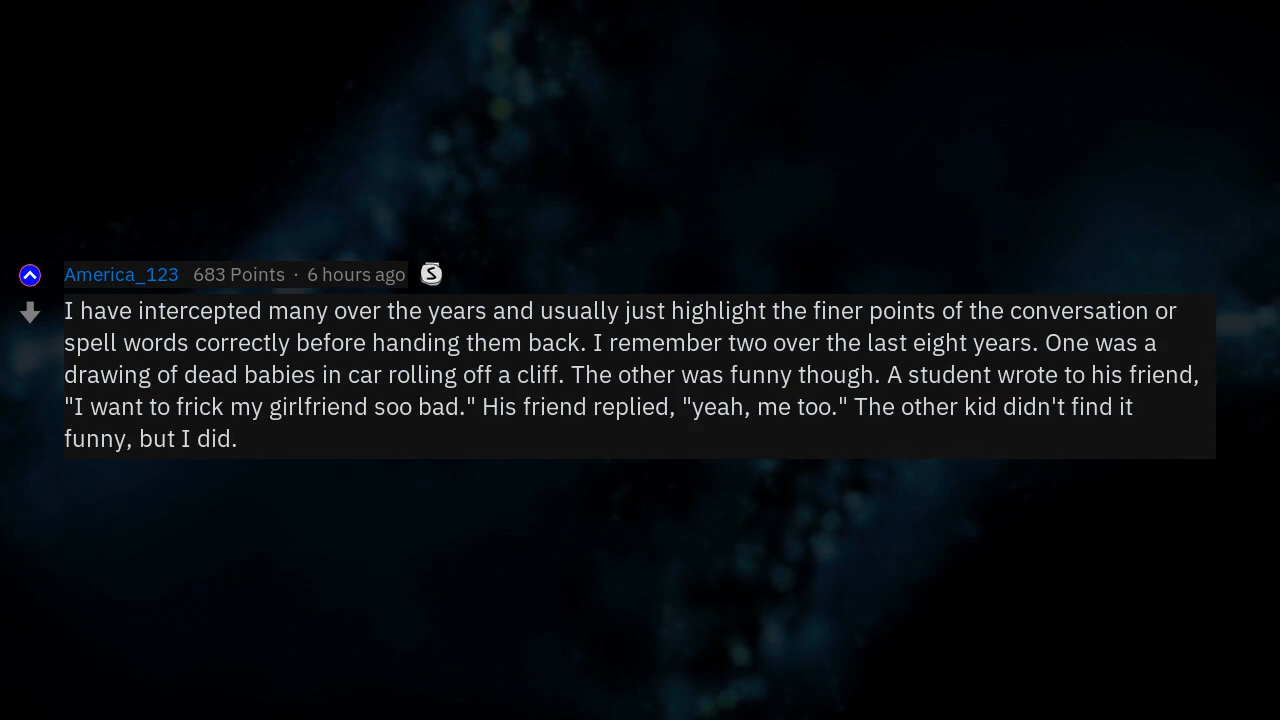 America_123 683 Points · 6 hours ago S
I have intercepted many over the years and usually just highlight the finer points of the conversation or
spell words correctly before handing them back. I remember two over the last eight years. One was a
drawing of dead babies in car rolling off a cliff. The other was funny though. A student wrote to his friend,
"I want to frick my girlfriend soo bad." His friend replied, "yeah, me too." The other kid didn't find it
funny, but I did.